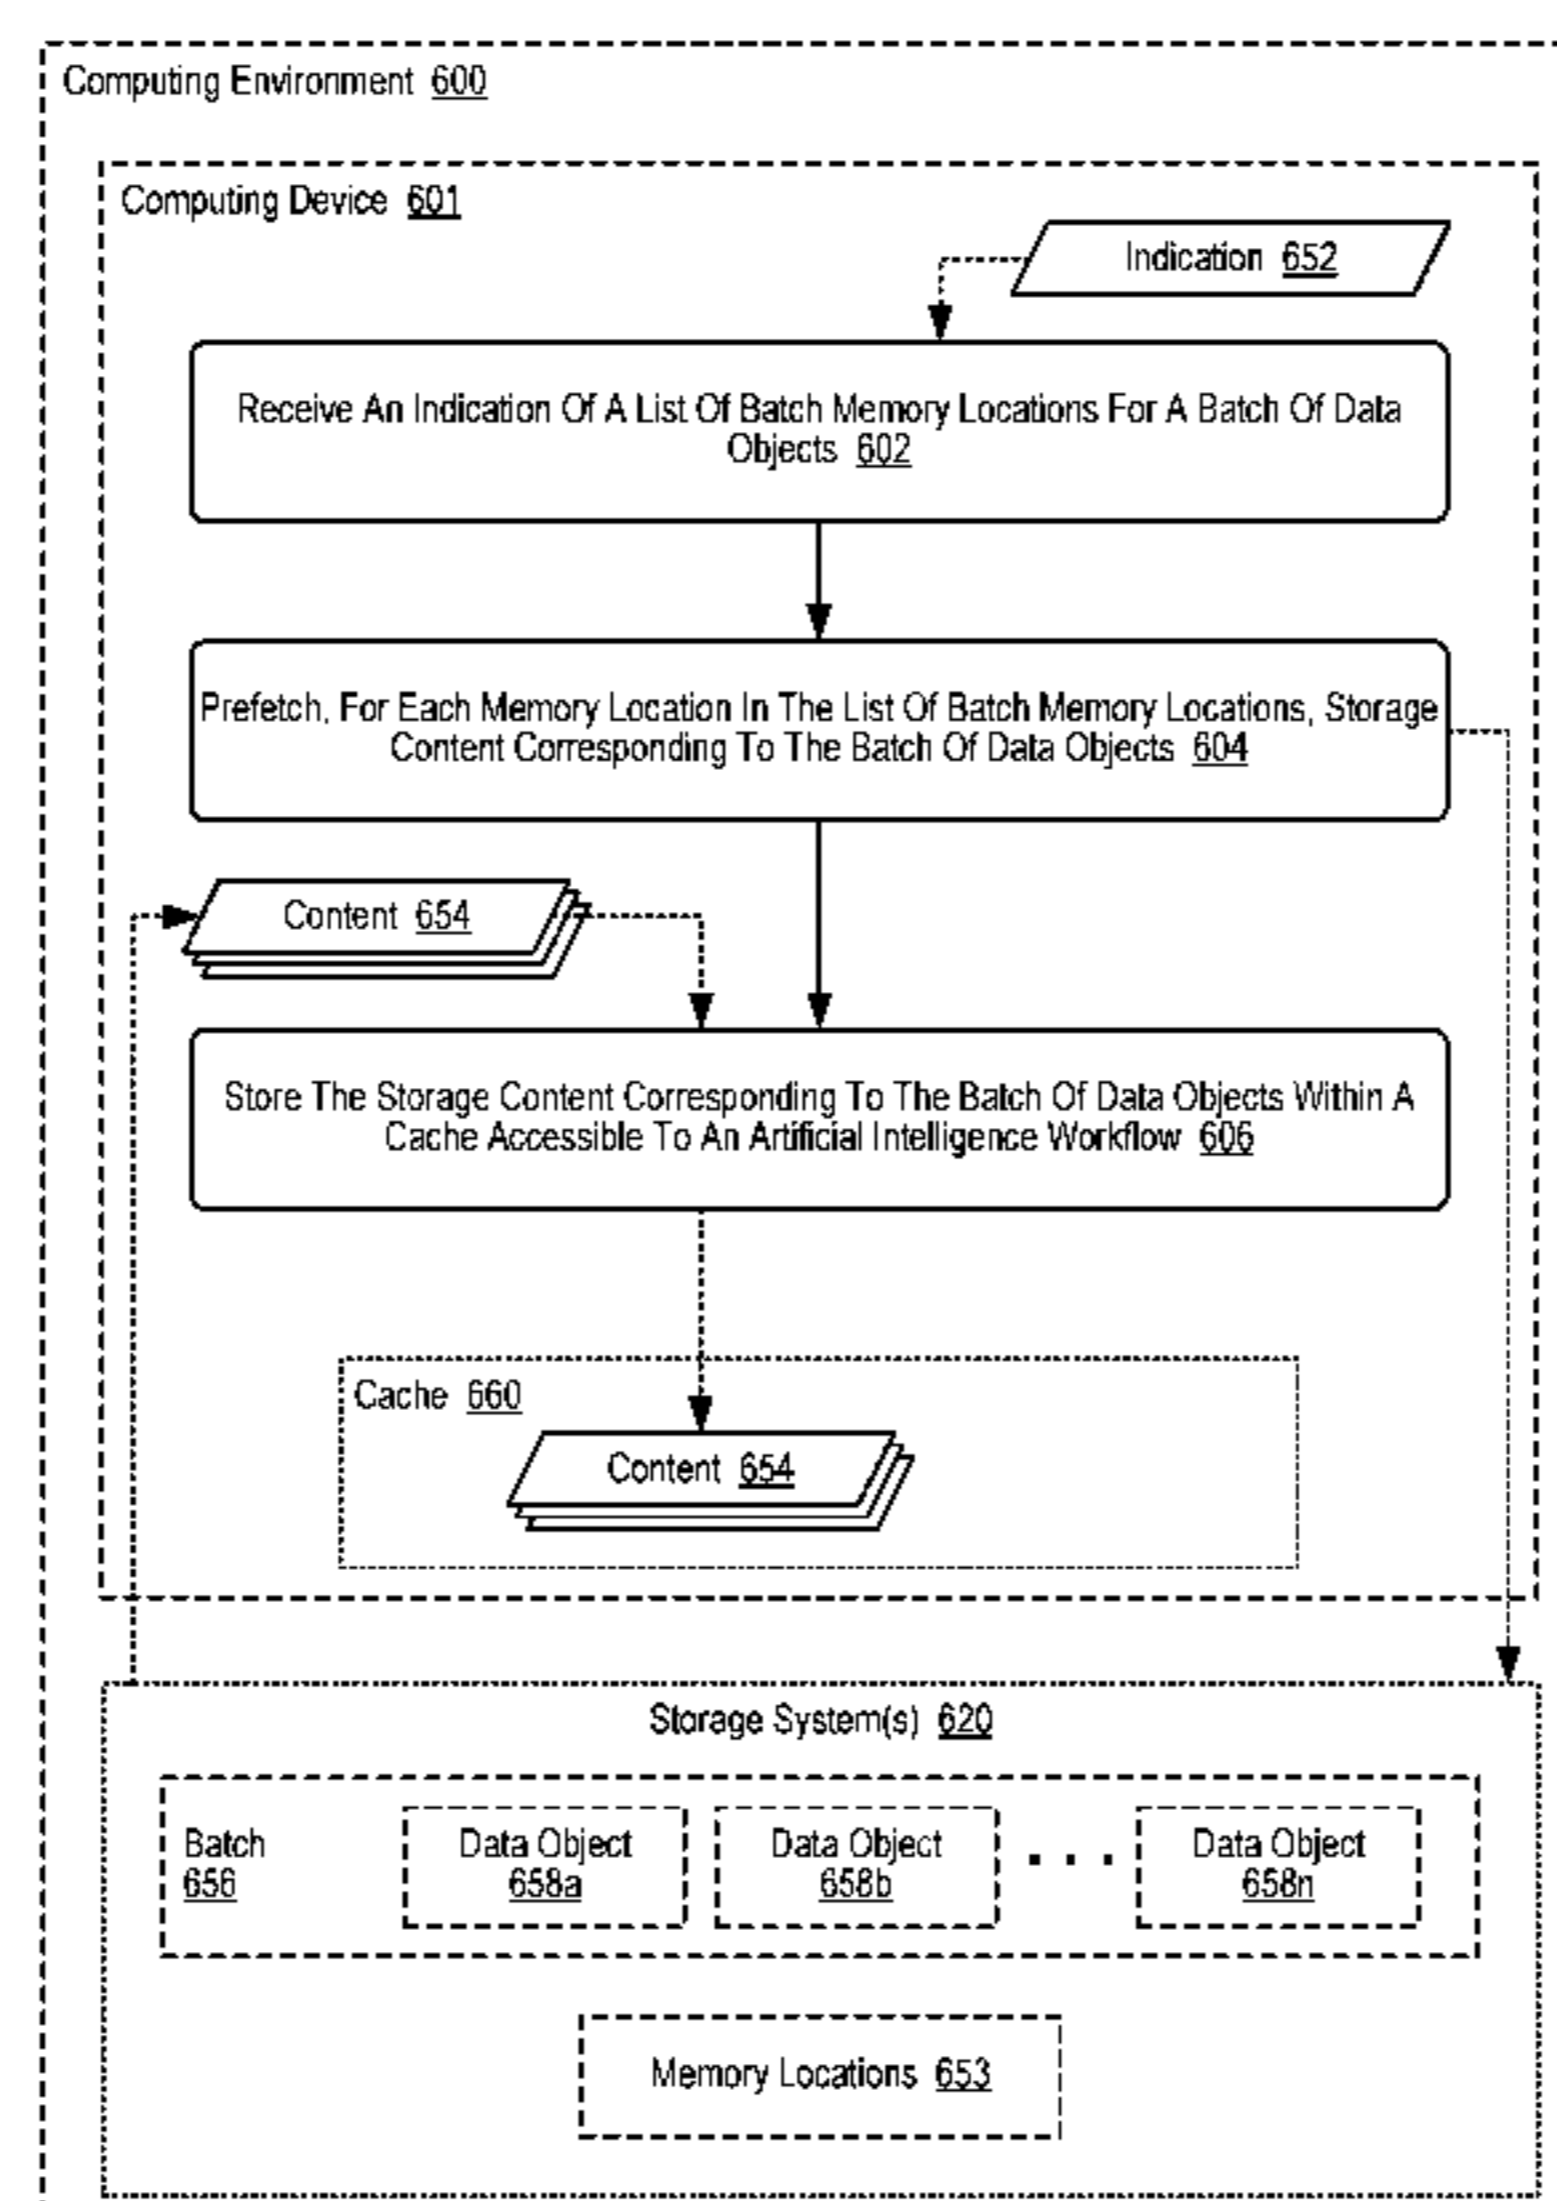 Computing Environment 600
Computing Device 601
Indication 652
Receive An Indication Of A List Of Batch Memory Locations For A Batch Of Data
Objects 602
Prefetch, For Each Memory Location In The List Of Batch Memory Locations, Storage
Content Corresponding To The Batch Of Data Objects 604
Content 654
Store The Storage Content Corresponding To The Batch Of Data Objects Within A
Cache Accessible To An Artificial Intelligence Workflow 606
Cache 660
Content 654
Storage System(s) 620
Batch
656
Data Object
658a
Data Object
658b
. . .
Data Object
658n
Memory Locations 653